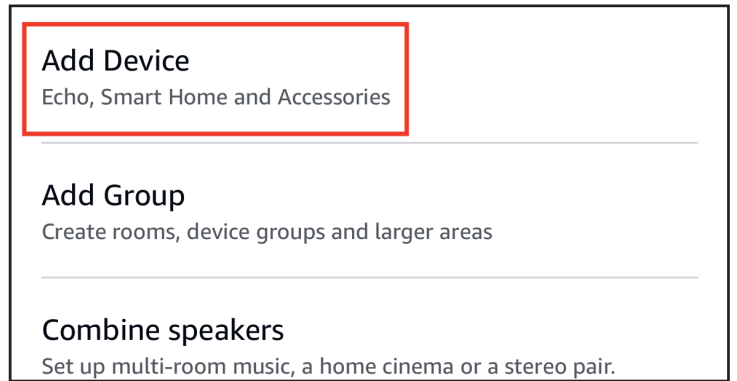 Add Device
Echo, Smart Home and Accessories
Add Group
Create rooms, device groups and larger areas
Combine speakers
Set up multi-room music, a home cinema or a stereo pair.